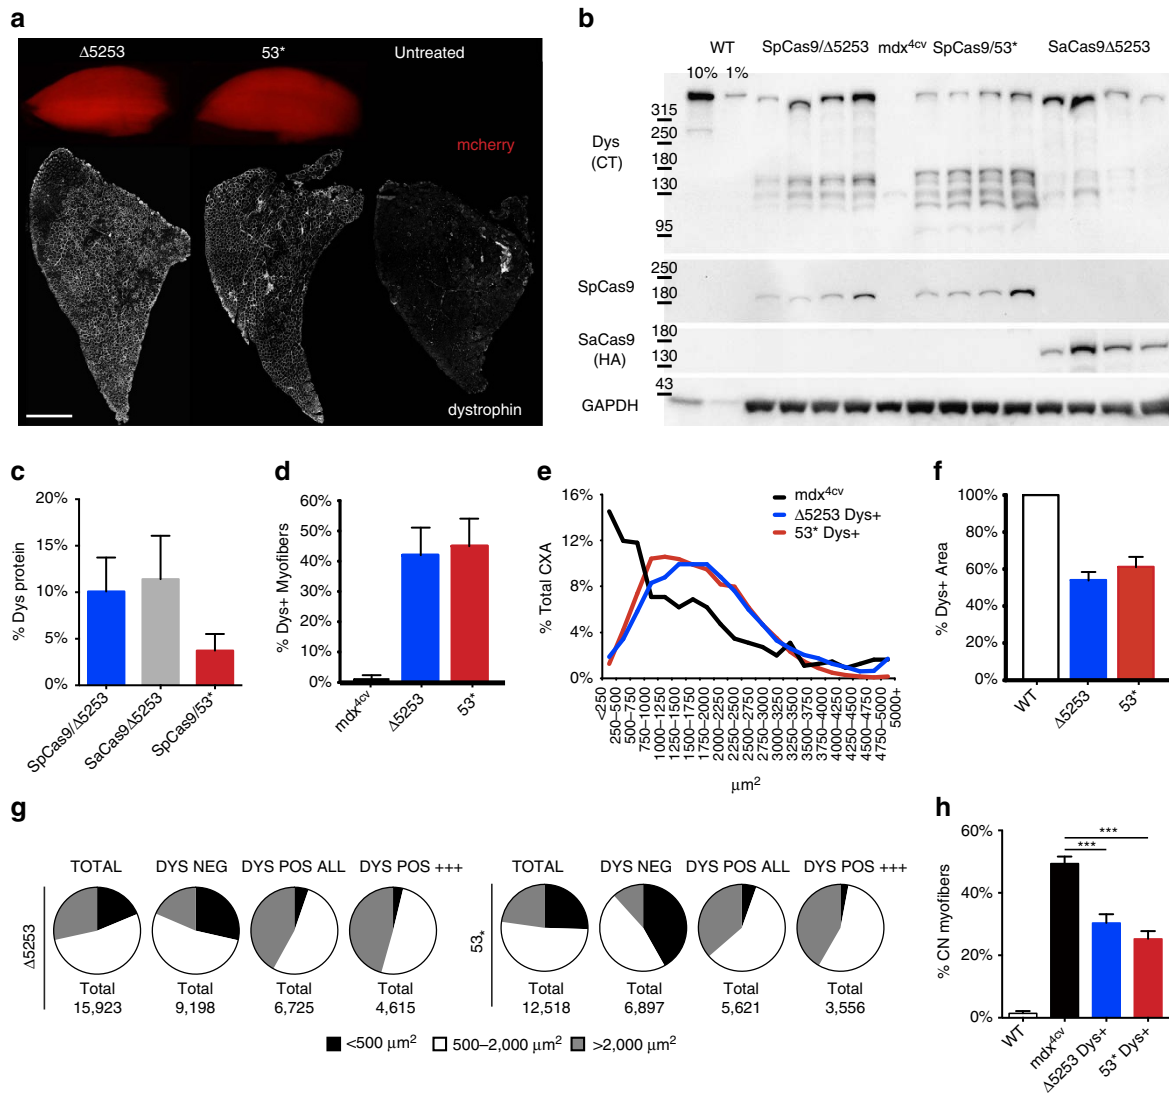 a
Δ5253
53*
Untreated
mcherry
dystrophin
b
WT
SpCas9/Δ5253
mdx4cv
SpCas9/53*
SaCas9Δ5253
10%
1%
Dys
(CT)
315
250
180
130
95
SpCas9
250
180
SaCas9
(HA)
180
130
43
GAPDH
c
% Dys protein
20%
15%
10%
5%
0%
SpCas9/Δ5253
SaCas9Δ5253
SpCas9/53*
d
% Dys+ Myofibers
60%
50%
40%
30%
20%
10%
0%
mdx4cv
Δ5253
53*
e
% Total CXA
16%
12%
8%
4%
0%
mdx4cv
Δ5253 Dys+
53* Dys+
<250
250–500
500–750
750–1000
1000–1250
1250–1500
1500–1750
1750–2000
2000–2250
2250–2500
2500–2750
2750–3000
3000–3250
3250–3500
3500–3750
3750–4000
4000–4250
4250–4500
4500–4750
4750–5000
5000+
μm2
f
% Dys+ Area
100%
80%
60%
40%
20%
0%
WT
Δ5253
53*
g
Δ5253
TOTAL
DYS NEG
DYS POS ALL
DYS POS +++
Total
15,923
Total
9,198
Total
6,725
Total
4,615
53*
TOTAL
DYS NEG
DYS POS ALL
DYS POS +++
Total
12,518
Total
6,897
Total
5,621
Total
3,556
<500 μm2
500–2,000 μm2
>2,000 μm2
h
% CN myofibers
60%
40%
20%
0%
***
***
WT
mdx4cv
Δ5253 Dys+
53* Dys+